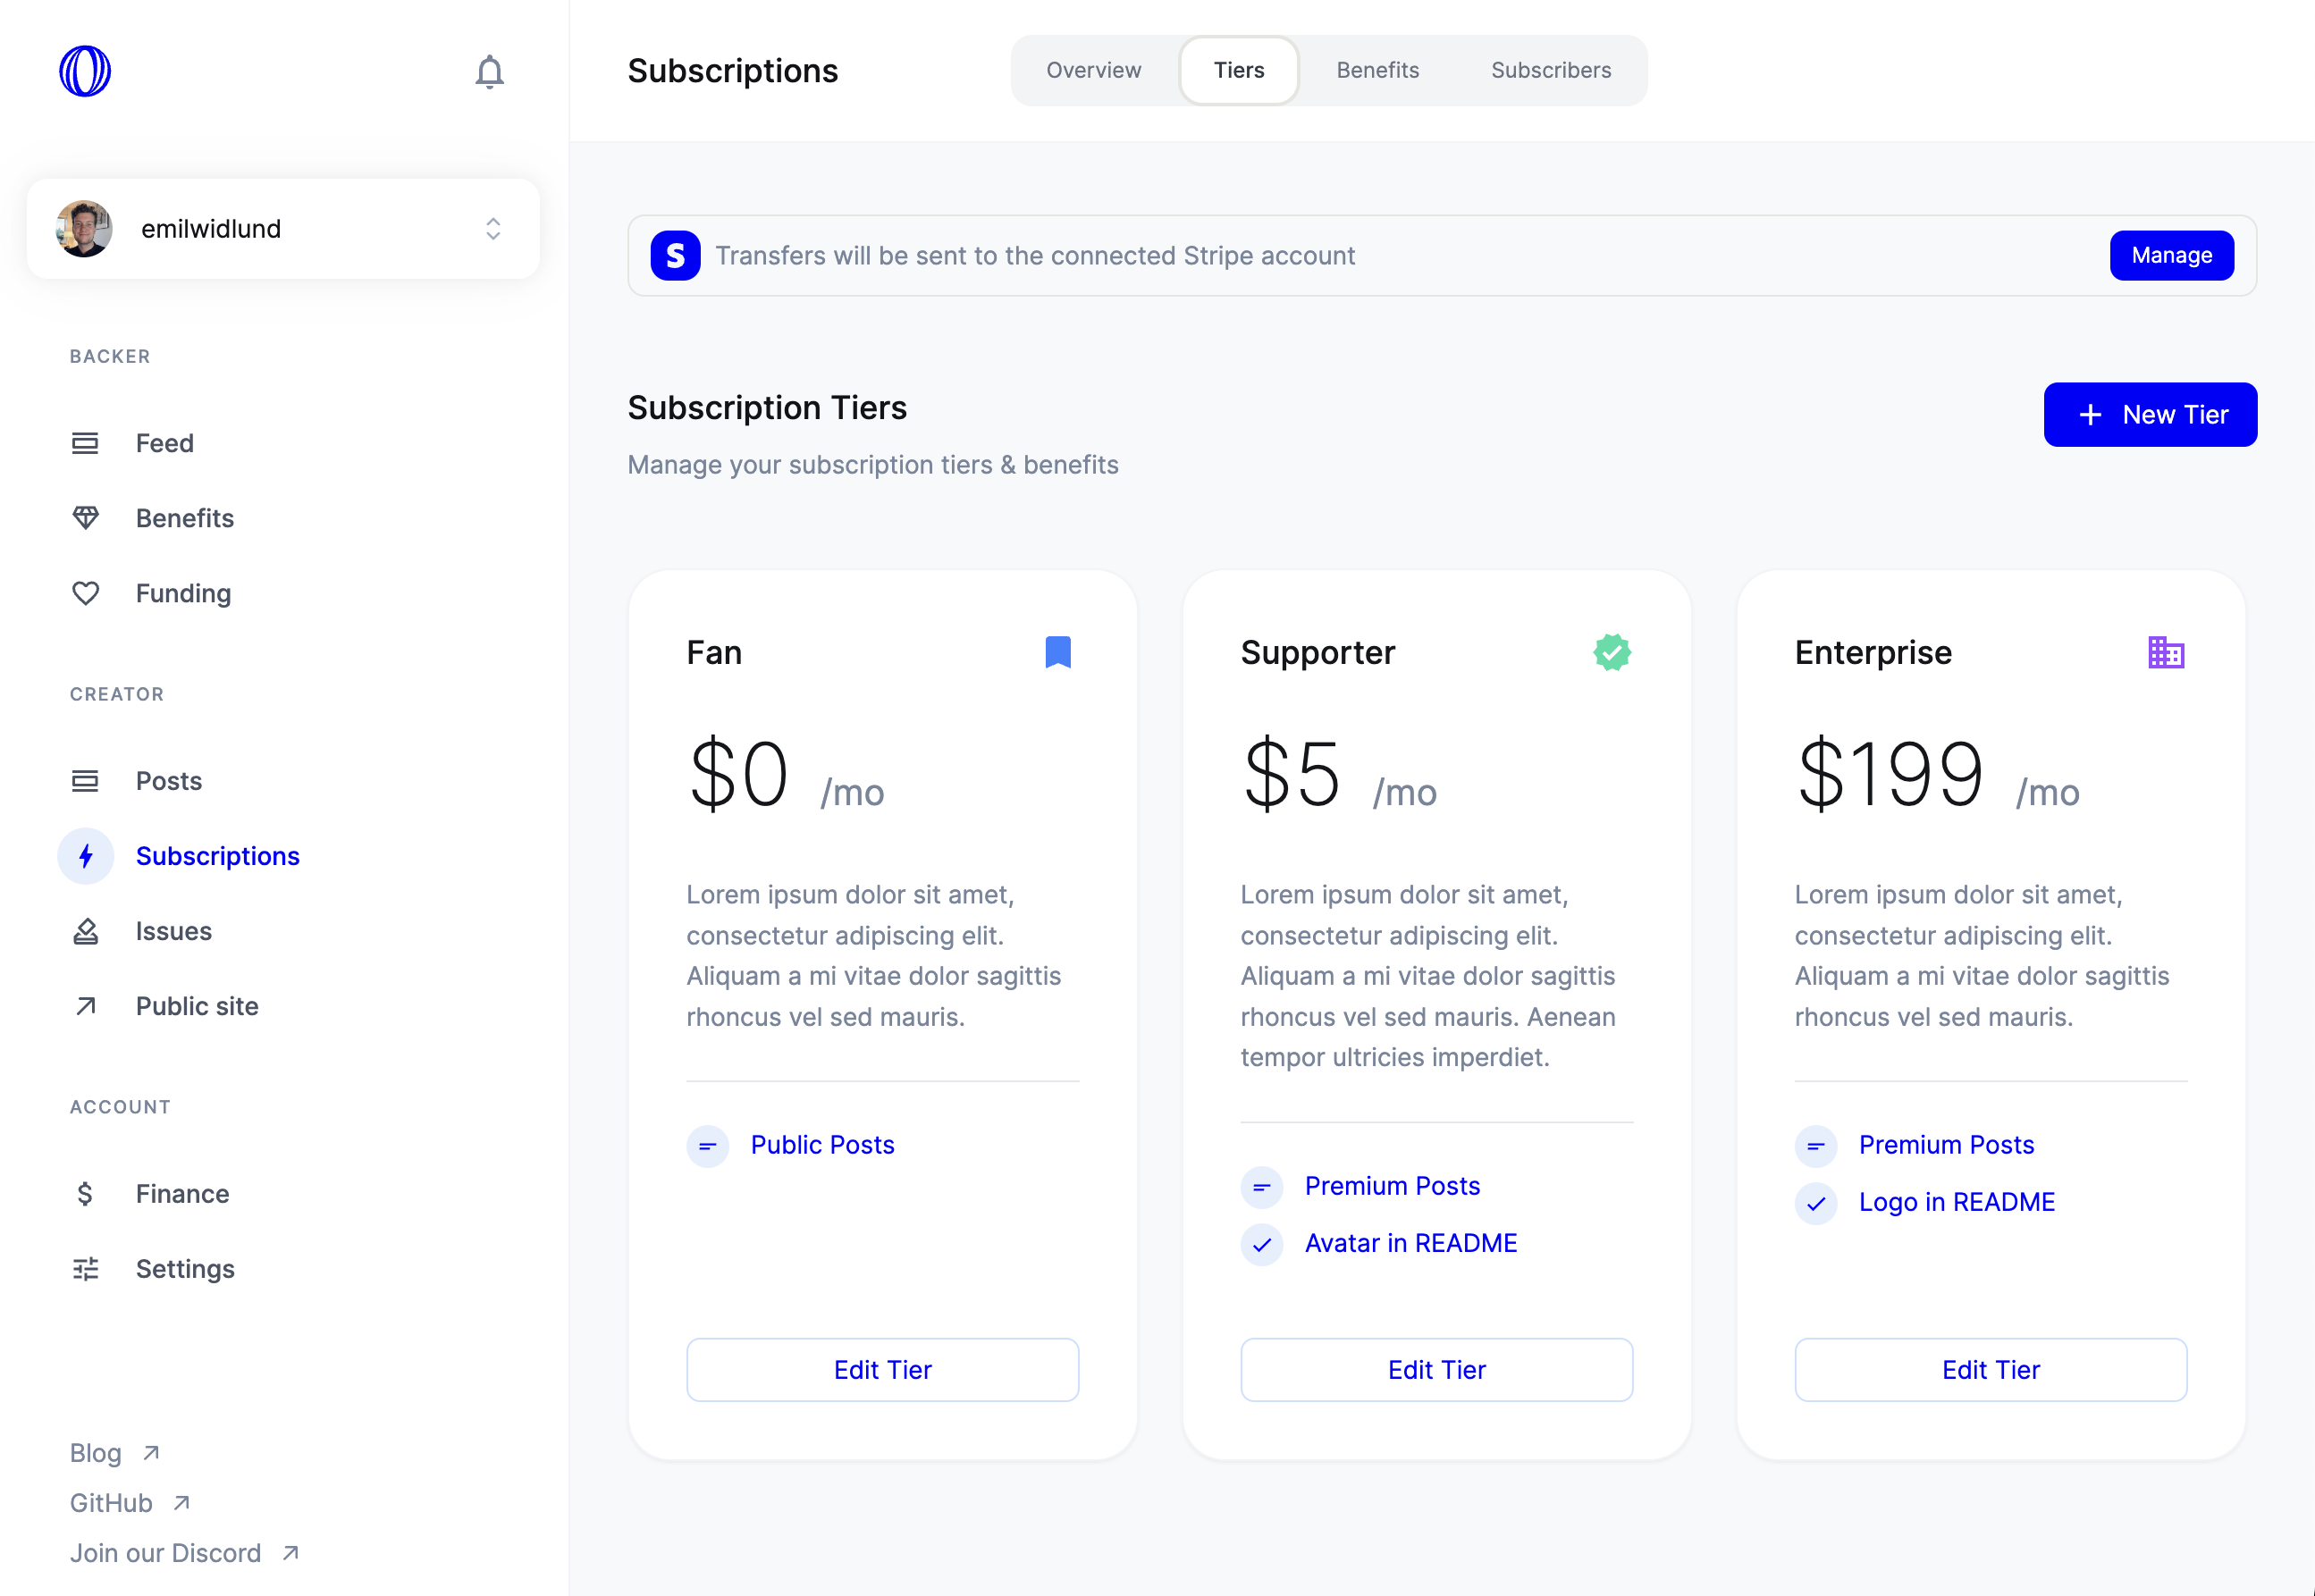 emilwidlund
BACKER
Feed
Benefits
Funding
CREATOR
Posts
Subscriptions
Issues
Public site
ACCOUNT
Finance
Settings
Blog
GitHub
Join our Discord
Subscriptions
Overview
Tiers
Benefits
Subscribers
S
Transfers will be sent to the connected Stripe account
Manage
Subscription Tiers
Manage your subscription tiers & benefits
New Tier
Fan
$0 /mo
Lorem ipsum dolor sit amet,
consectetur adipiscing elit.
Aliquam a mi vitae dolor sagittis
rhoncus vel sed mauris.
Public Posts
Edit Tier
Supporter
$5 /mo
Lorem ipsum dolor sit amet,
consectetur adipiscing elit.
Aliquam a mi vitae dolor sagittis
rhoncus vel sed mauris. Aenean
tempor ultricies imperdiet.
Premium Posts
Avatar in README
Edit Tier
Enterprise
$199 /mo
Lorem ipsum dolor sit amet,
consectetur adipiscing elit.
Aliquam a mi vitae dolor sagittis
rhoncus vel sed mauris.
Premium Posts
Logo in README
Edit Tier